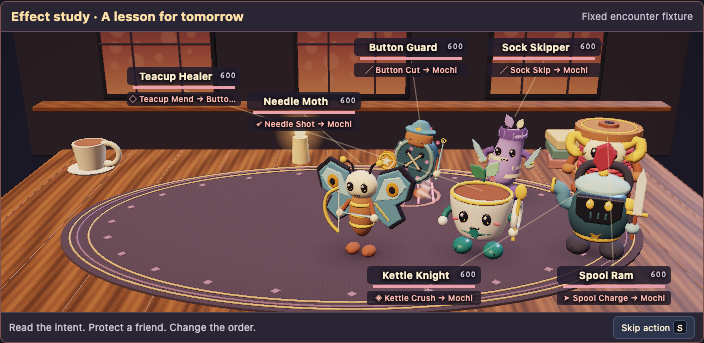 Effect study · A lesson for tomorrow
Fixed encounter fixture
Button Guard 600
⟋ Button Cut → Mochi
Sock Skipper 600
⟋ Sock Skip → Mochi
Teacup Healer 600
◇ Teacup Mend → Butto...
Needle Moth 600
➶ Needle Shot → Mochi
Kettle Knight 600
◈ Kettle Crush → Mochi
Spool Ram 600
➤ Spool Charge → Mochi
Read the intent. Protect a friend. Change the order.
Skip action S